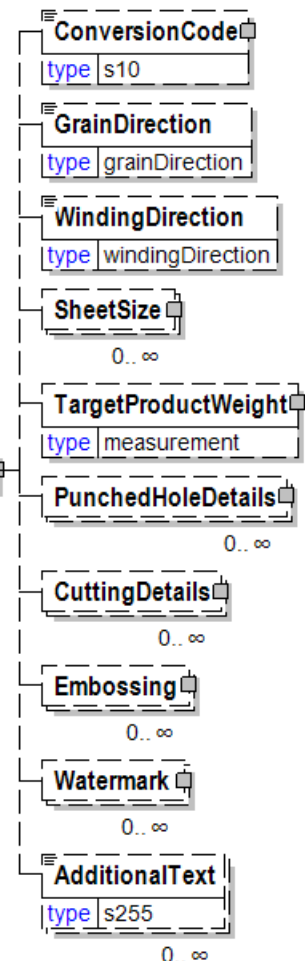 ConversionCode
type s10
GrainDirection
type grainDirection
WindingDirection
type windingDirection
SheetSize
0.. ∞
TargetProductWeight
type measurement
PunchedHoleDetails
0.. ∞
CuttingDetails
0.. ∞
Embossing
0.. ∞
Watermark
0.. ∞
AdditionalText
type s255
0.. ∞